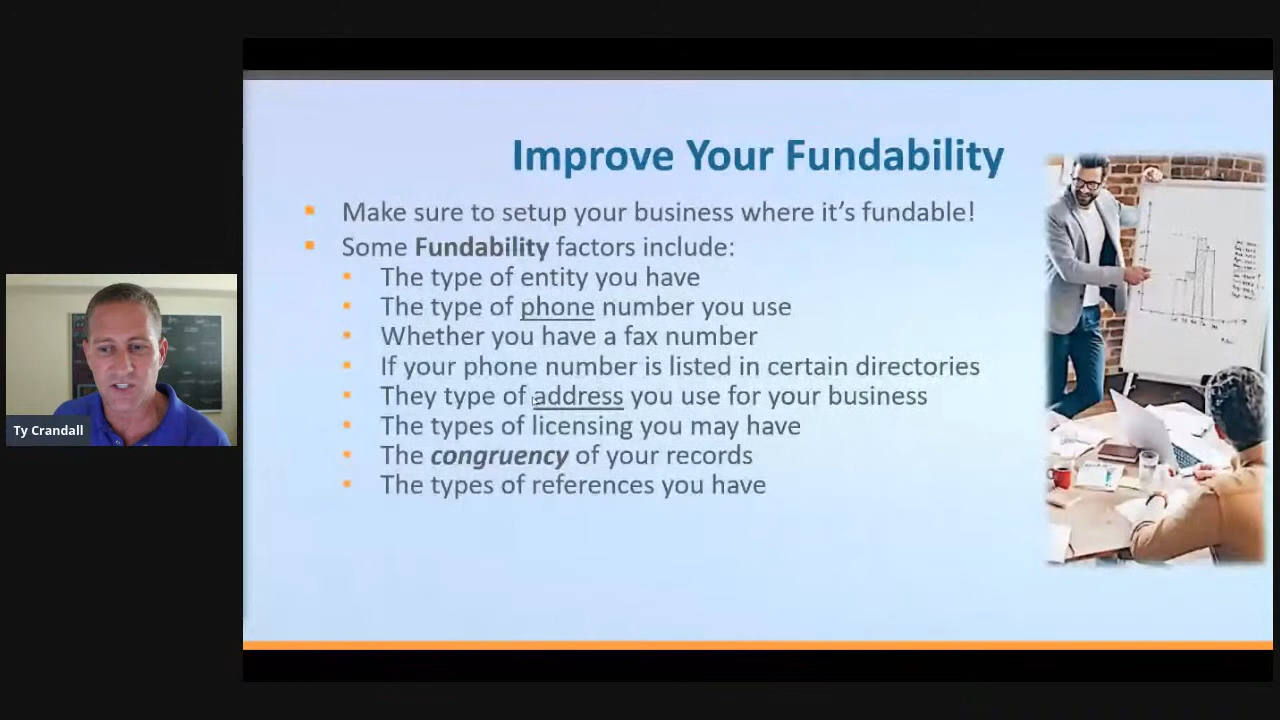 Improve Your Fundability
Make sure to setup your business where it's fundable!
Some Fundability factors include:
The type of entity you have
The type of phone number you use
Whether you have a fax number
If your phone number is listed in certain directories
They type of address you use for your business
The types of licensing you may have
The congruency of your records
The types of references you have
Ty Crandall